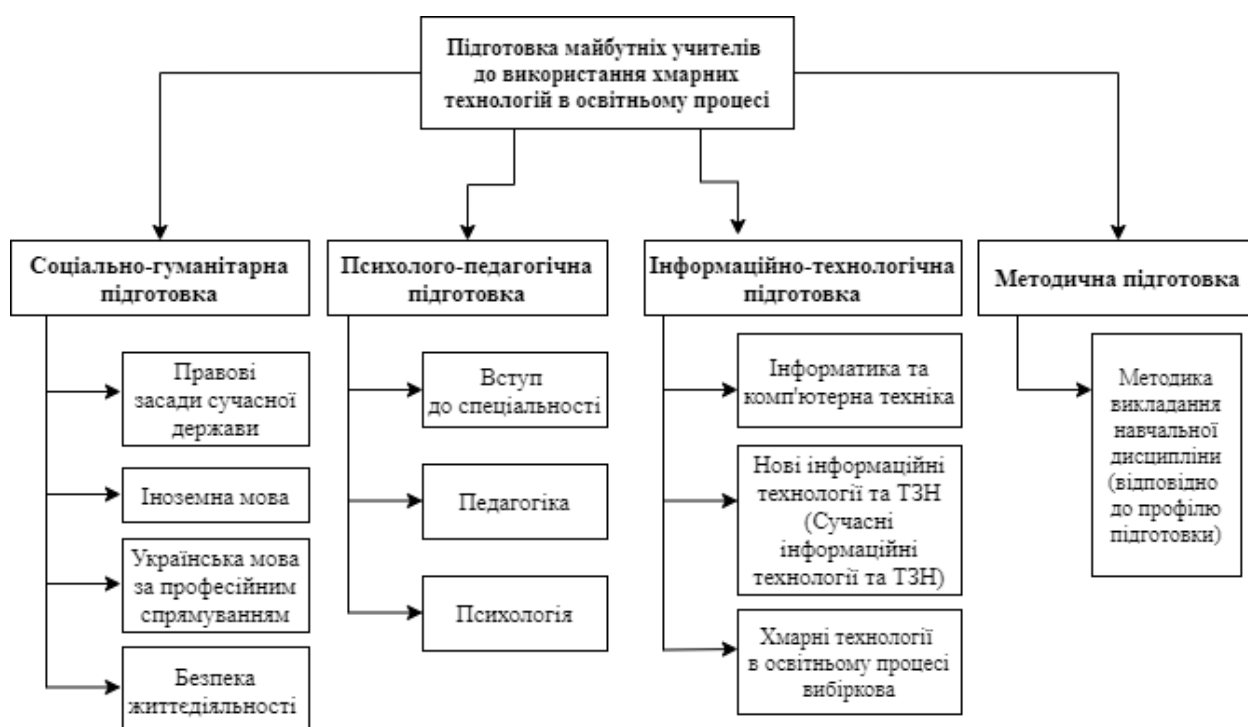 Підготовка майбутніх учителів
до використання хмарних
технологій в освітньому процесі
Соціально-гуманітарна
підготовка
Правові
засади сучасної
держави
Іноземна мова
Українська мова
за професійним
спрямуванням
Безпека
життєдіяльності
Психолого-педагогічна
підготовка
Вступ
до спеціальності
Педагогіка
Психологія
Інформаційно-технологічна
підготовка
Інформатика та
комп'ютерна техніка
Нові інформаційні
технології та ТЗН
(Сучасні
інформаційні
технології та ТЗН)
Хмарні технології
в освітньому процесі
вибіркова
Методична підготовка
Методика
викладання
навчальної
дисципліни
(відповідно
до профілю
підготовки)